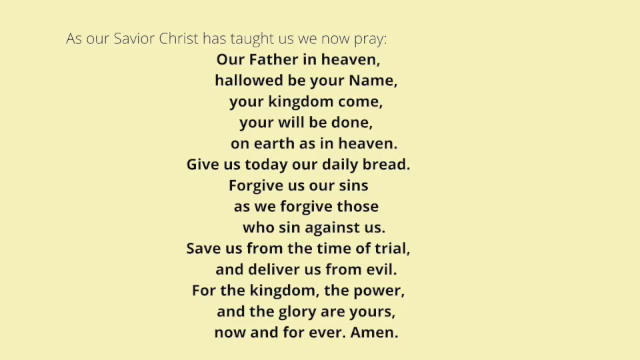 As our Savior Christ has taught us we now pray:
Our Father in heaven,
hallowed be your Name,
your kingdom come,
your will be done,
on earth as in heaven.
Give us today our daily bread.
Forgive us our sins
as we forgive those
who sin against us.
Save us from the time of trial,
and deliver us from evil.
For the kingdom, the power,
and the glory are yours,
now and for ever. Amen.